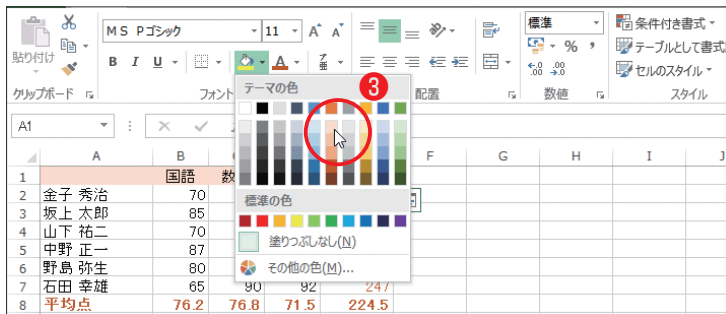 MS Pゴシック 11 A A 標準 条件付き書式
貼り付け B I U A % , テーブルとして書式
.00 .00 セルのスタイル
クリップボード フォント 配置 数値 スタイル
テーマの色 3
A1
A B F G H I J
1 国語 数
2 金子 秀治 70
3 坂上 太郎 85
4 山下 祐二 70
5 中野 正一 87
6 野島 弥生 80
7 石田 幸雄 65 90 92 247
8 平均点 76.2 76.8 71.5 224.5
標準の色
塗りつぶしなし(N)
その他の色(M)...